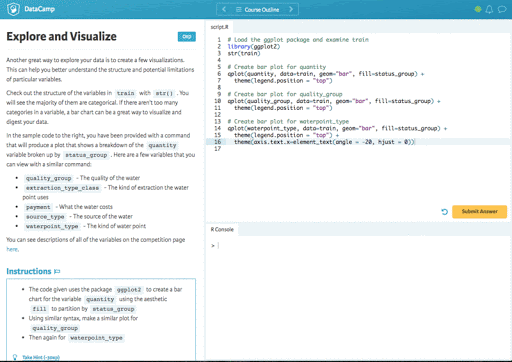 DataCamp
Course Outline
Explore and Visualize
Another great way to explore your data is to create a few visualizations.
This can help you better understand the structure and potential limitations
of particular variables.
Check out the structure of the variables in train with str() . You
will see the majority of them are categorical. If there aren't too many
categories in a variable, a bar chart can be a great way to visualize and
digest your data.
In the sample code to the right, you have been provided with a command
that will produce a plot that shows a breakdown of the quantity
variable broken up by status_group . Here are a few variables that you
can view with a similar command:
• quality_group - The quality of the water
• extraction_type_class - The kind of extraction the water
point uses
• payment - What the water costs
• source_type - The source of the water
• waterpoint_type - The kind of water point
You can see descriptions of all of the variables on the competition page
here.
Instructions
• The code given uses the package ggplot2 to create a bar
chart for the variable quantity using the aesthetic
fill to partition by status_group
• Using similar syntax, make a similar plot for
quality_group
• Then again for waterpoint_type
Take Hint (-30xp)
script.R
1 # Load the ggplot package and examine train
2 library(ggplot2)
3 str(train)
4
5 # Create bar plot for quantity
6 qplot(quantity, data=train, geom="bar", fill=status_group) +
7 theme(legend.position = "top")
8
9 # Create bar plot for quality_group
10 qplot(quality_group, data=train, geom="bar", fill=status_group) +
11 theme(legend.position = "top")
12
13 # Create bar plot for waterpoint_type
14 qplot(waterpoint_type, data=train, geom="bar", fill=status_group) +
15 theme(legend.position = "top") +
16 theme(axis.text.x=element_text(angle = -20, hjust = 0))
17
Submit Answer
R Console
>